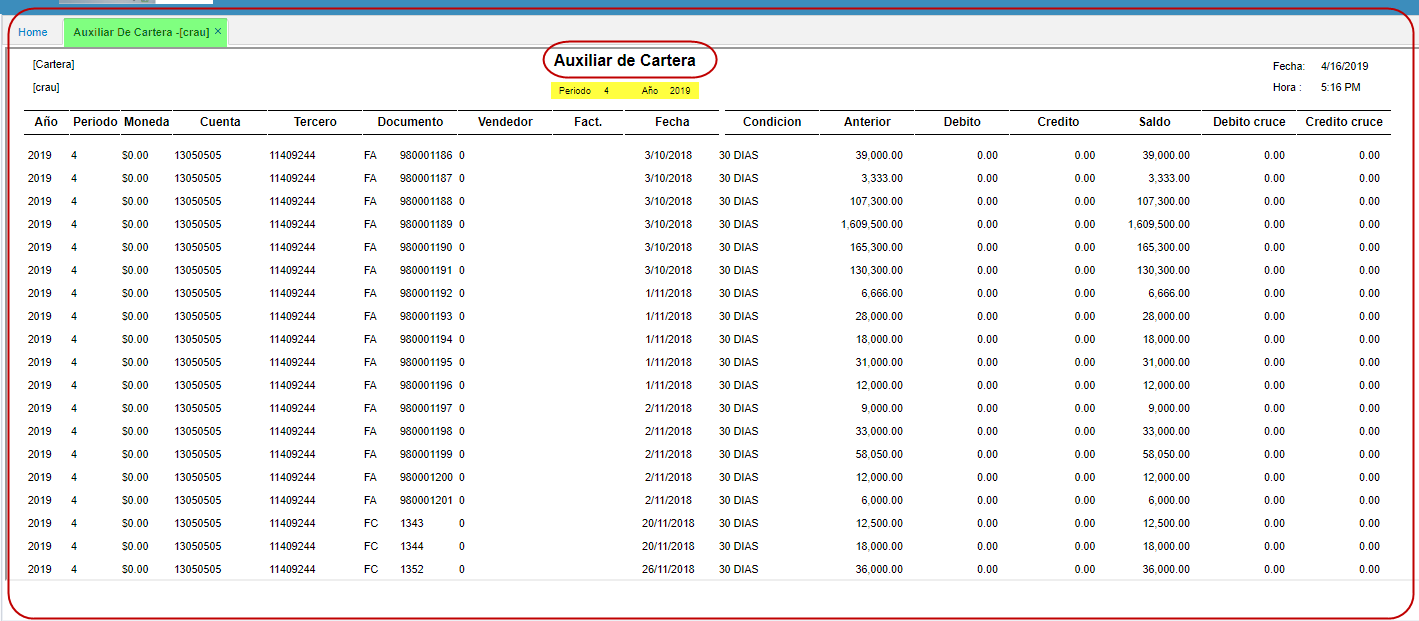 Home Auxiliar De Cartera -[crau] ×
[Cartera] Auxiliar de Cartera Fecha: 4/16/2019
[crau] Periodo 4 Año 2019 Hora : 5:16 PM
Año Periodo Moneda Cuenta Tercero Documento Vendedor Fact. Fecha Condicion Anterior Debito Credito Saldo Debito cruce Credito cruce
2019 4 $0.00 13050505 11409244 FA 980001186 0 3/10/2018 30 DIAS 39,000.00 0.00 0.00 39,000.00 0.00 0.00
2019 4 $0.00 13050505 11409244 FA 980001187 0 3/10/2018 30 DIAS 3,333.00 0.00 0.00 3,333.00 0.00 0.00
2019 4 $0.00 13050505 11409244 FA 980001188 0 3/10/2018 30 DIAS 107,300.00 0.00 0.00 107,300.00 0.00 0.00
2019 4 $0.00 13050505 11409244 FA 980001189 0 3/10/2018 30 DIAS 1,609,500.00 0.00 0.00 1,609,500.00 0.00 0.00
2019 4 $0.00 13050505 11409244 FA 980001190 0 3/10/2018 30 DIAS 165,300.00 0.00 0.00 165,300.00 0.00 0.00
2019 4 $0.00 13050505 11409244 FA 980001191 0 3/10/2018 30 DIAS 130,300.00 0.00 0.00 130,300.00 0.00 0.00
2019 4 $0.00 13050505 11409244 FA 980001192 0 1/11/2018 30 DIAS 6,666.00 0.00 0.00 6,666.00 0.00 0.00
2019 4 $0.00 13050505 11409244 FA 980001193 0 1/11/2018 30 DIAS 28,000.00 0.00 0.00 28,000.00 0.00 0.00
2019 4 $0.00 13050505 11409244 FA 980001194 0 1/11/2018 30 DIAS 18,000.00 0.00 0.00 18,000.00 0.00 0.00
2019 4 $0.00 13050505 11409244 FA 980001195 0 1/11/2018 30 DIAS 31,000.00 0.00 0.00 31,000.00 0.00 0.00
2019 4 $0.00 13050505 11409244 FA 980001196 0 1/11/2018 30 DIAS 12,000.00 0.00 0.00 12,000.00 0.00 0.00
2019 4 $0.00 13050505 11409244 FA 980001197 0 2/11/2018 30 DIAS 9,000.00 0.00 0.00 9,000.00 0.00 0.00
2019 4 $0.00 13050505 11409244 FA 980001198 0 2/11/2018 30 DIAS 33,000.00 0.00 0.00 33,000.00 0.00 0.00
2019 4 $0.00 13050505 11409244 FA 980001199 0 2/11/2018 30 DIAS 58,050.00 0.00 0.00 58,050.00 0.00 0.00
2019 4 $0.00 13050505 11409244 FA 980001200 0 2/11/2018 30 DIAS 12,000.00 0.00 0.00 12,000.00 0.00 0.00
2019 4 $0.00 13050505 11409244 FA 980001201 0 2/11/2018 30 DIAS 6,000.00 0.00 0.00 6,000.00 0.00 0.00
2019 4 $0.00 13050505 11409244 FC 1343 0 20/11/2018 30 DIAS 12,500.00 0.00 0.00 12,500.00 0.00 0.00
2019 4 $0.00 13050505 11409244 FC 1344 0 20/11/2018 30 DIAS 18,000.00 0.00 0.00 18,000.00 0.00 0.00
2019 4 $0.00 13050505 11409244 FC 1352 0 26/11/2018 30 DIAS 36,000.00 0.00 0.00 36,000.00 0.00 0.00